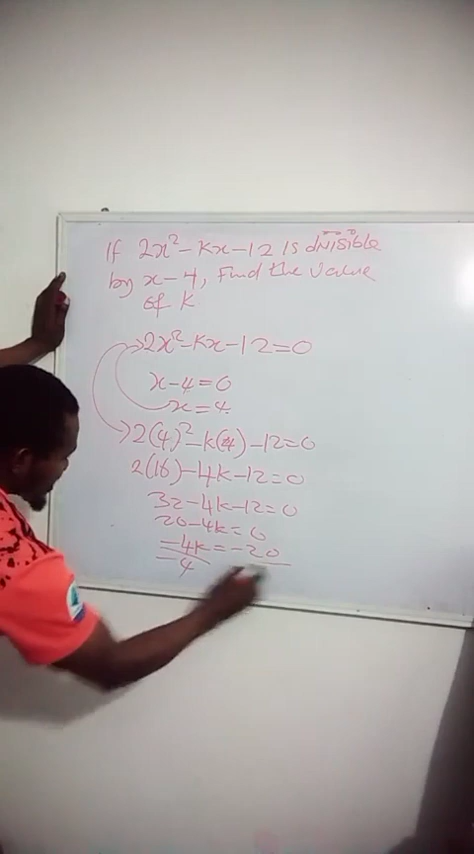 If 2x² - kx - 12 is divisible
by x - 4, Find the value
of k
2x² - kx - 12 = 0
x - 4 = 0
x = 4
2(4)² - k(4) - 12 = 0
2(16) - 4k - 12 = 0
32 - 4k - 12 = 0
20 - 4k = 0
-4k = -20
-4